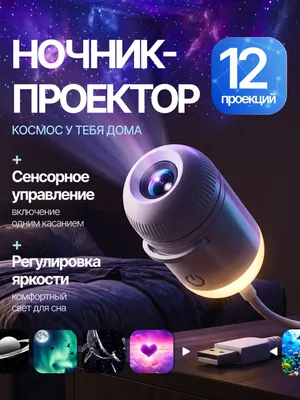 НОЧНИК-
ПРОЕКТОР
12
проекций
КОСМОС У ТЕБЯ ДОМА
+
Сенсорное
управление
включение
одним касанием
+
Регулировка
яркости
комфортный
свет для сна